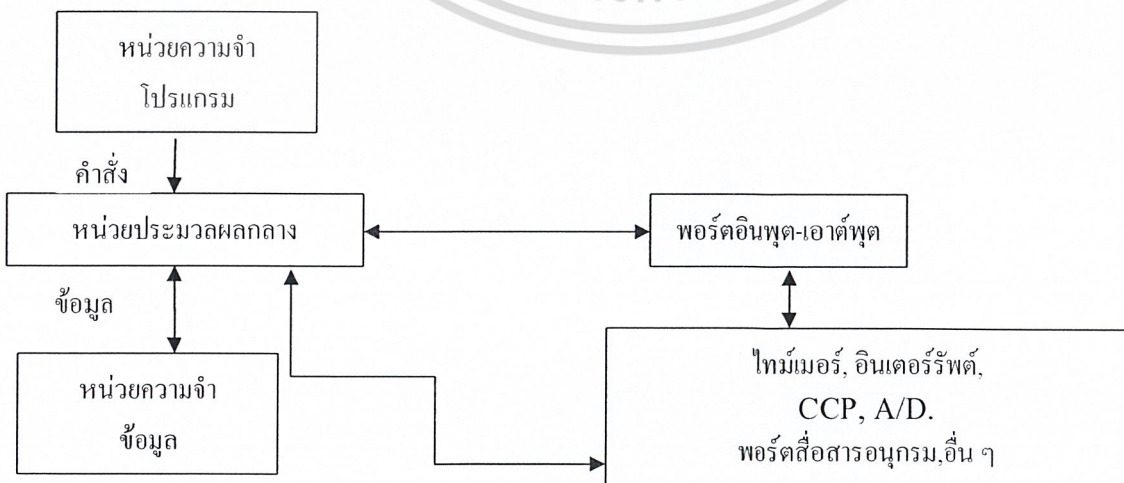 หน่วยความจำ
โปรแกรม
คำสั่ง
หน่วยประมวลผลกลาง
พอร์ตอินพุต-เอาต์พุต
ข้อมูล
หน่วยความจำ
ข้อมูล
ไทม์เมอร์, อินเตอร์รัพต์,
CCP, A/D.
พอร์ตสื่อสารอนุกรม,อื่น ๆ